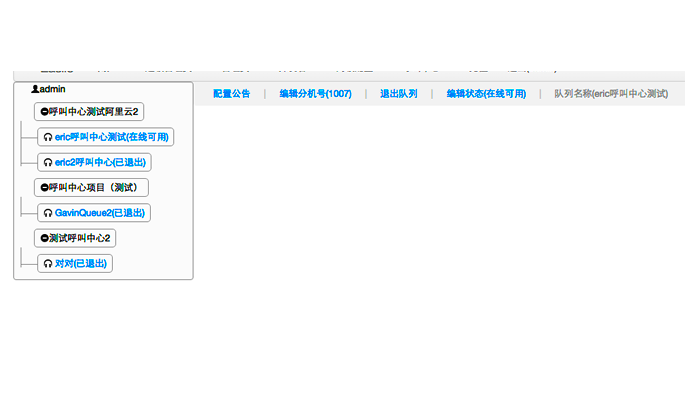 admin
呼叫中心测试阿里云2
eric呼叫中心测试(在线可用)
eric2呼叫中心(已退出)
呼叫中心项目（测试）
GavinQueue2(已退出)
测试呼叫中心2
对对(已退出)
配置公告 | 编辑分机号(1007) | 退出队列 | 编辑状态(在线可用) | 队列名称(eric呼叫中心测试)